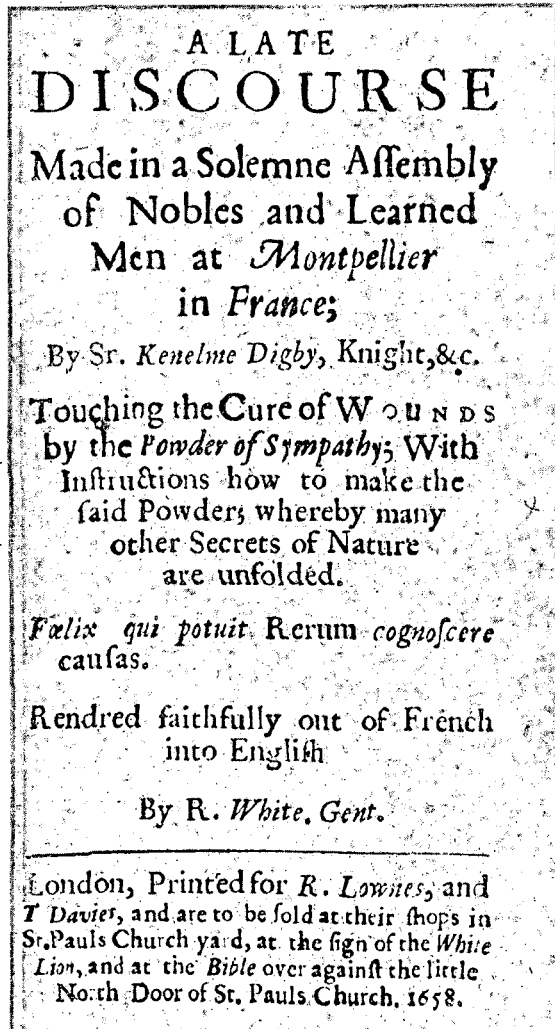 A LATE
DISCOURSE
Made in a Solemne Aſſembly
of Nobles and Learned
Men at Montpellier
in France;
By Sr. Kenelme Digby, Knight,&c.
Touching the Cure of WOUNDS
by the Powder of Sympathy; With
Inſtructions how to make the
ſaid Powder; whereby many
other Secrets of Nature
are unfolded.
Fœlix qui potuit Rerum cognoſcere
cauſas.
Rendred faithfully out of French
into Engliſh
By R. White. Gent.
London, Printed for R. Lownes, and
T Davies, and are to be ſold at their ſhops in
St. Pauls Church yard, at the ſign of the White
Lion, and at the Bible over againſt the little
North Door of St. Pauls Church. 1658.